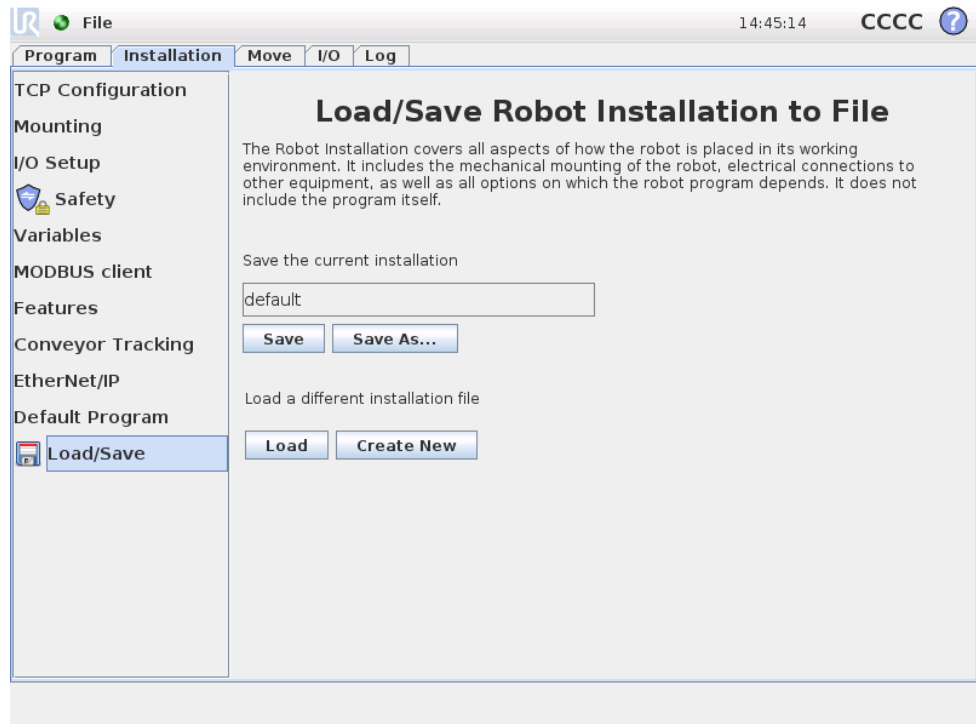 UR File 14:45:14 CCCC ?
Program Installation Move I/O Log
TCP Configuration
Mounting
I/O Setup
Safety
Variables
MODBUS client
Features
Conveyor Tracking
EtherNet/IP
Default Program
Load/Save
Load/Save Robot Installation to File
The Robot Installation covers all aspects of how the robot is placed in its working
environment. It includes the mechanical mounting of the robot, electrical connections to
other equipment, as well as all options on which the robot program depends. It does not
include the program itself.
Save the current installation
default
Save Save As...
Load a different installation file
Load Create New